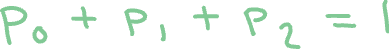 p₀ + p₁ + p₂ = 1